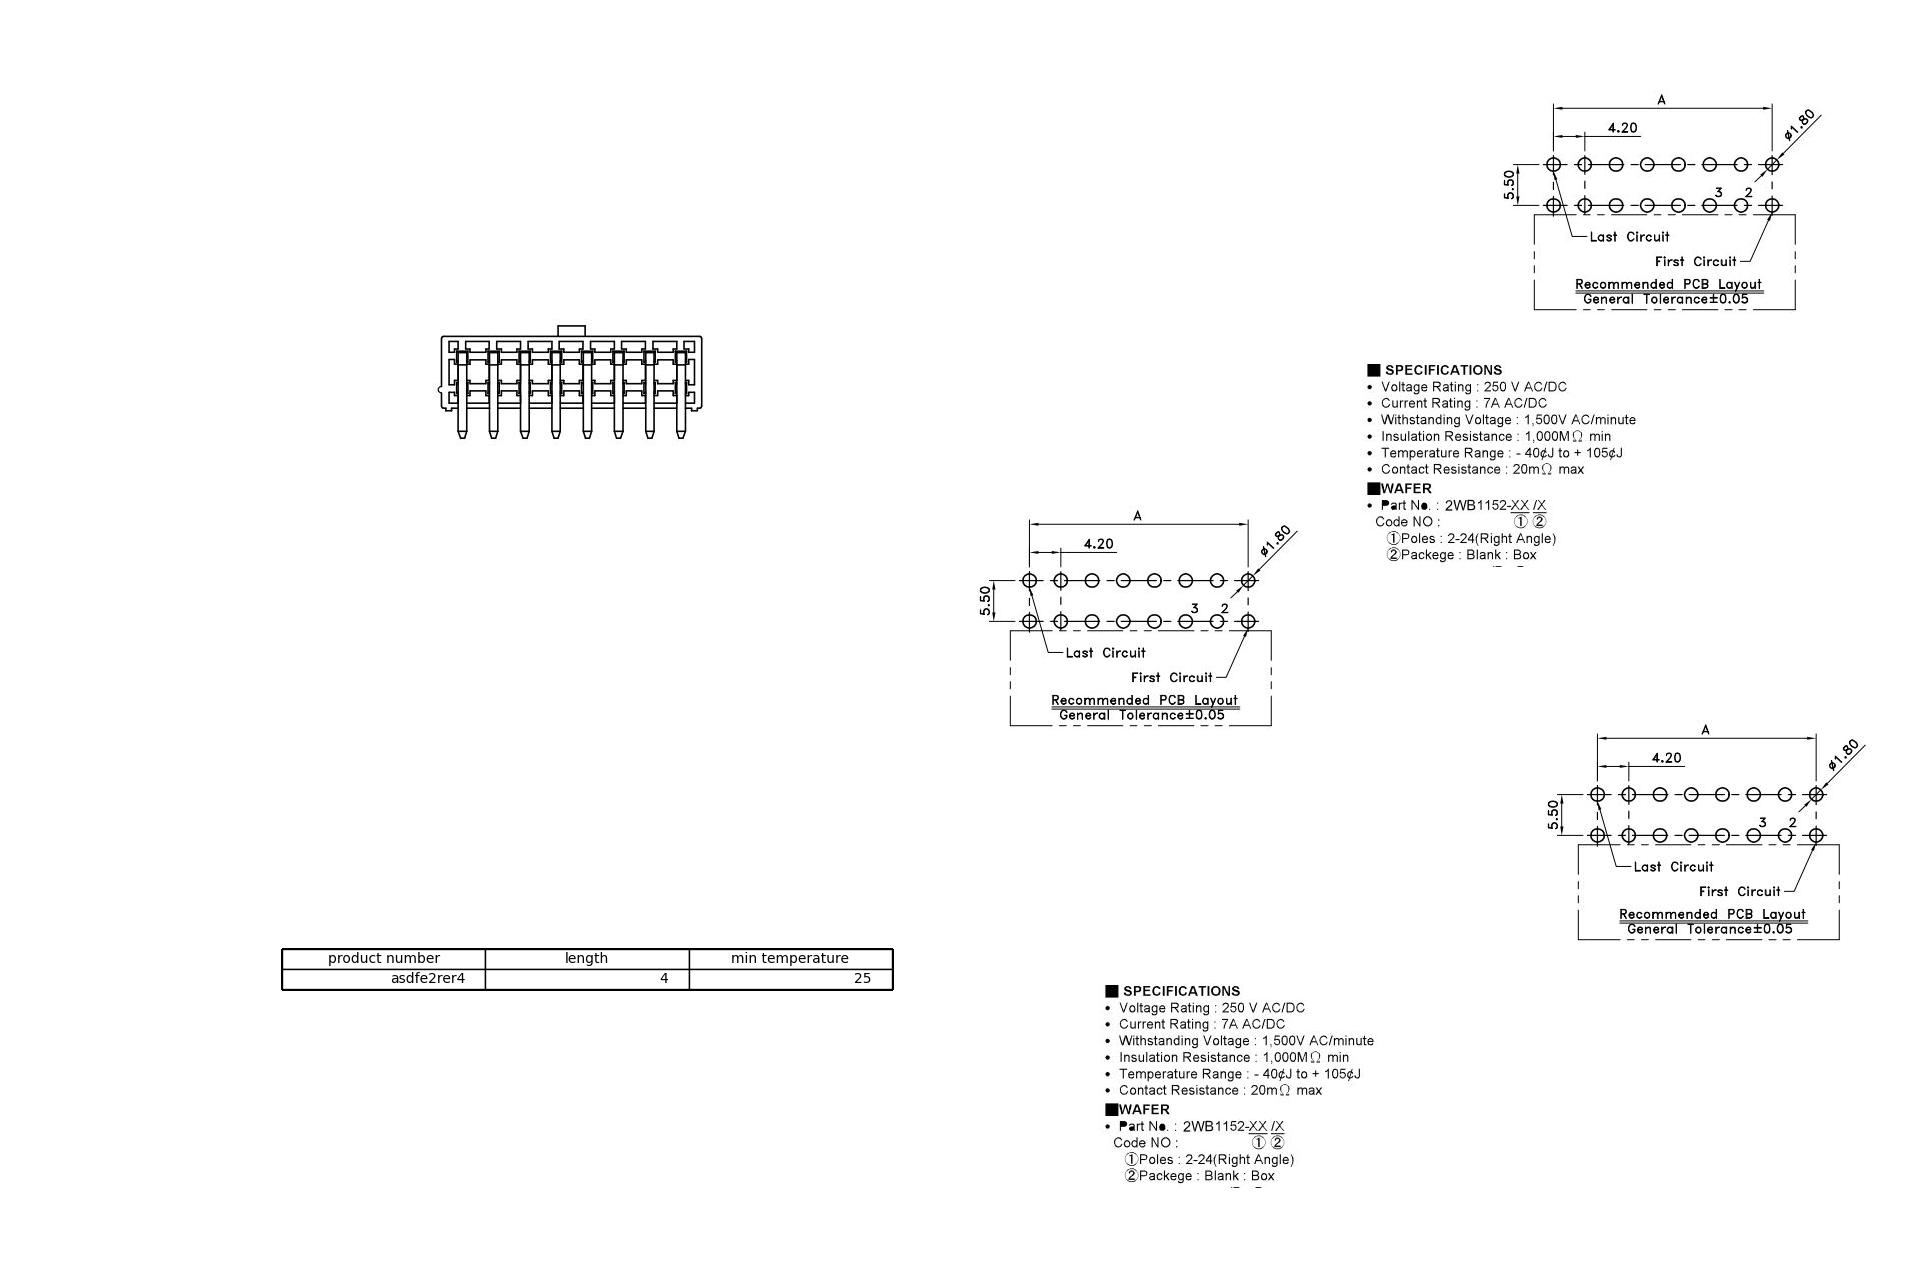 A
4.20
ø1.80
5.50
3 2
Last Circuit
First Circuit
Recommended PCB Layout
General Tolerance±0.05
■ SPECIFICATIONS
• Voltage Rating : 250 V AC/DC
• Current Rating : 7A AC/DC
• Withstanding Voltage : 1,500V AC/minute
• Insulation Resistance : 1,000MΩ min
• Temperature Range : - 40¢J to + 105¢J
• Contact Resistance : 20mΩ max
■WAFER
• Part No. : 2WB1152-XX /X
Code NO : ① ②
①Poles : 2-24(Right Angle)
②Packege : Blank : Box
A
4.20
ø1.80
5.50
3 2
Last Circuit
First Circuit
Recommended PCB Layout
General Tolerance±0.05
A
4.20
ø1.80
5.50
3 2
Last Circuit
First Circuit
Recommended PCB Layout
General Tolerance±0.05
product number length min temperature
asdfe2rer4 4 25
■ SPECIFICATIONS
• Voltage Rating : 250 V AC/DC
• Current Rating : 7A AC/DC
• Withstanding Voltage : 1,500V AC/minute
• Insulation Resistance : 1,000MΩ min
• Temperature Range : - 40¢J to + 105¢J
• Contact Resistance : 20mΩ max
■WAFER
• Part No. : 2WB1152-XX /X
Code NO : ① ②
①Poles : 2-24(Right Angle)
②Packege : Blank : Box